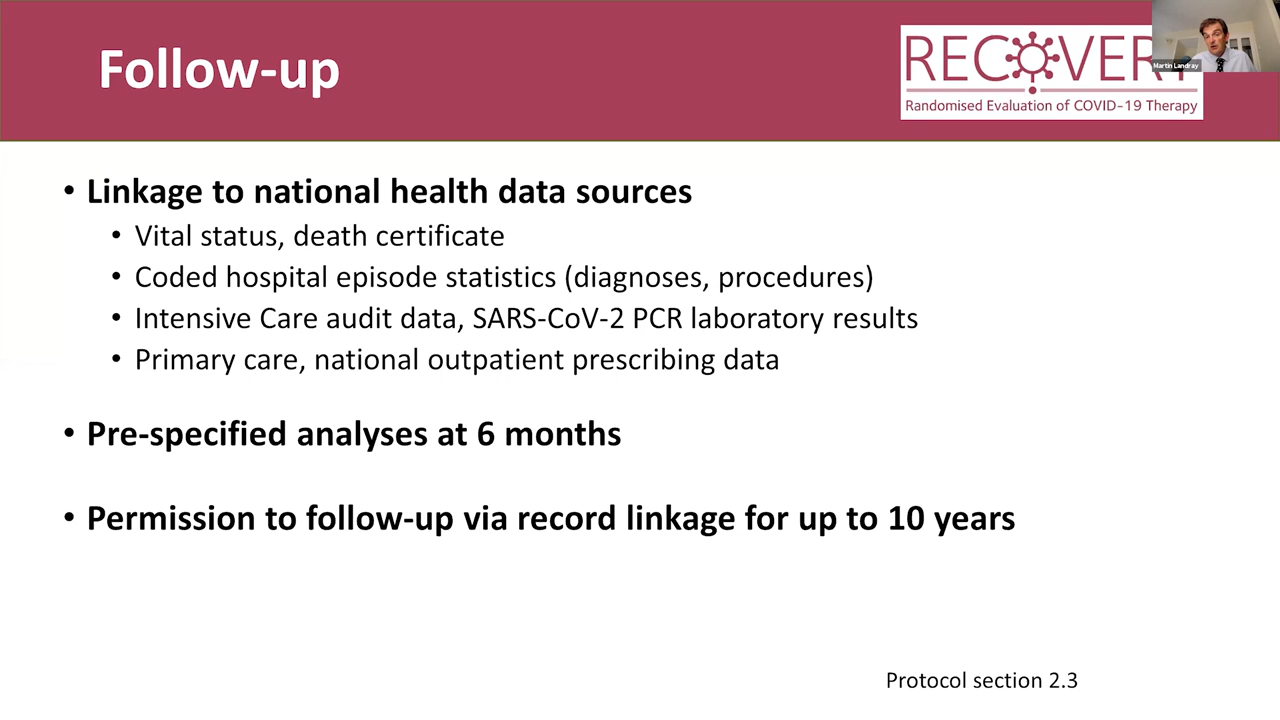 Follow-up
RECOVERY
Randomised Evaluation of COVID-19 Therapy
Martin Landray
• Linkage to national health data sources
• Vital status, death certificate
• Coded hospital episode statistics (diagnoses, procedures)
• Intensive Care audit data, SARS-CoV-2 PCR laboratory results
• Primary care, national outpatient prescribing data
• Pre-specified analyses at 6 months
• Permission to follow-up via record linkage for up to 10 years
Protocol section 2.3